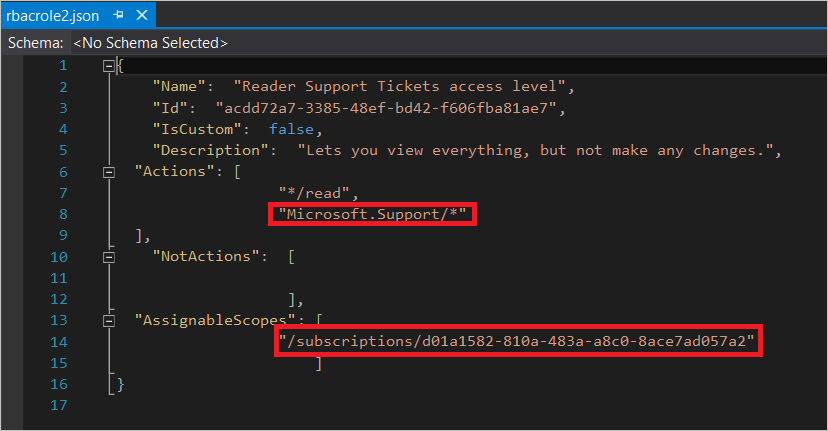 rbacrole2.json
Schema: <No Schema Selected>
1 {
2 "Name": "Reader Support Tickets access level",
3 "Id": "acdd72a7-3385-48ef-bd42-f606fba81ae7",
4 "IsCustom": false,
5 "Description": "Lets you view everything, but not make any changes.",
6 "Actions": [
7 "*/read",
8 "Microsoft.Support/*"
9 ],
10 "NotActions": [
11
12 ],
13 "AssignableScopes": [
14 "/subscriptions/d01a1582-810a-483a-a8c0-8ace7ad057a2"
15 ]
16 }
17